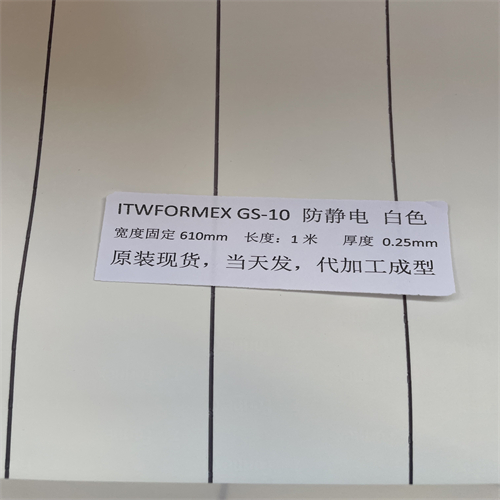 ITWFORMEX GS-10 防静电 白色
宽度固定 610mm 长度：1 米 厚度 0.25mm
原装现货，当天发，代加工成型